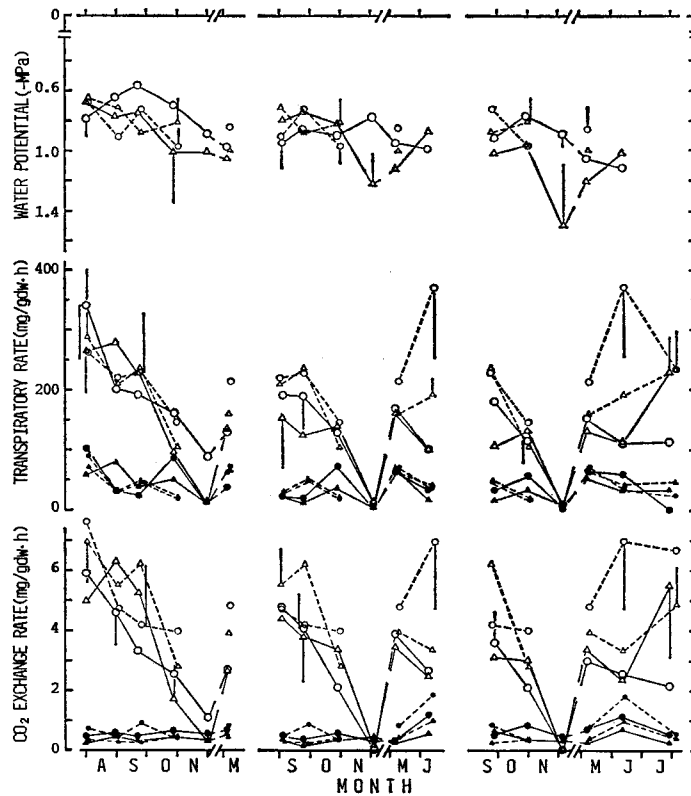 0
0.6
1.0
1.4
WATER POTENTIAL(-MPa)
400
200
0
TRANSPIRATORY RATE(mg/gdw·h)
6
4
2
0
CO₂ EXCHANGE RATE(mg/gdw·h)
A S O N M S O N M J S O N M J J
MONTH